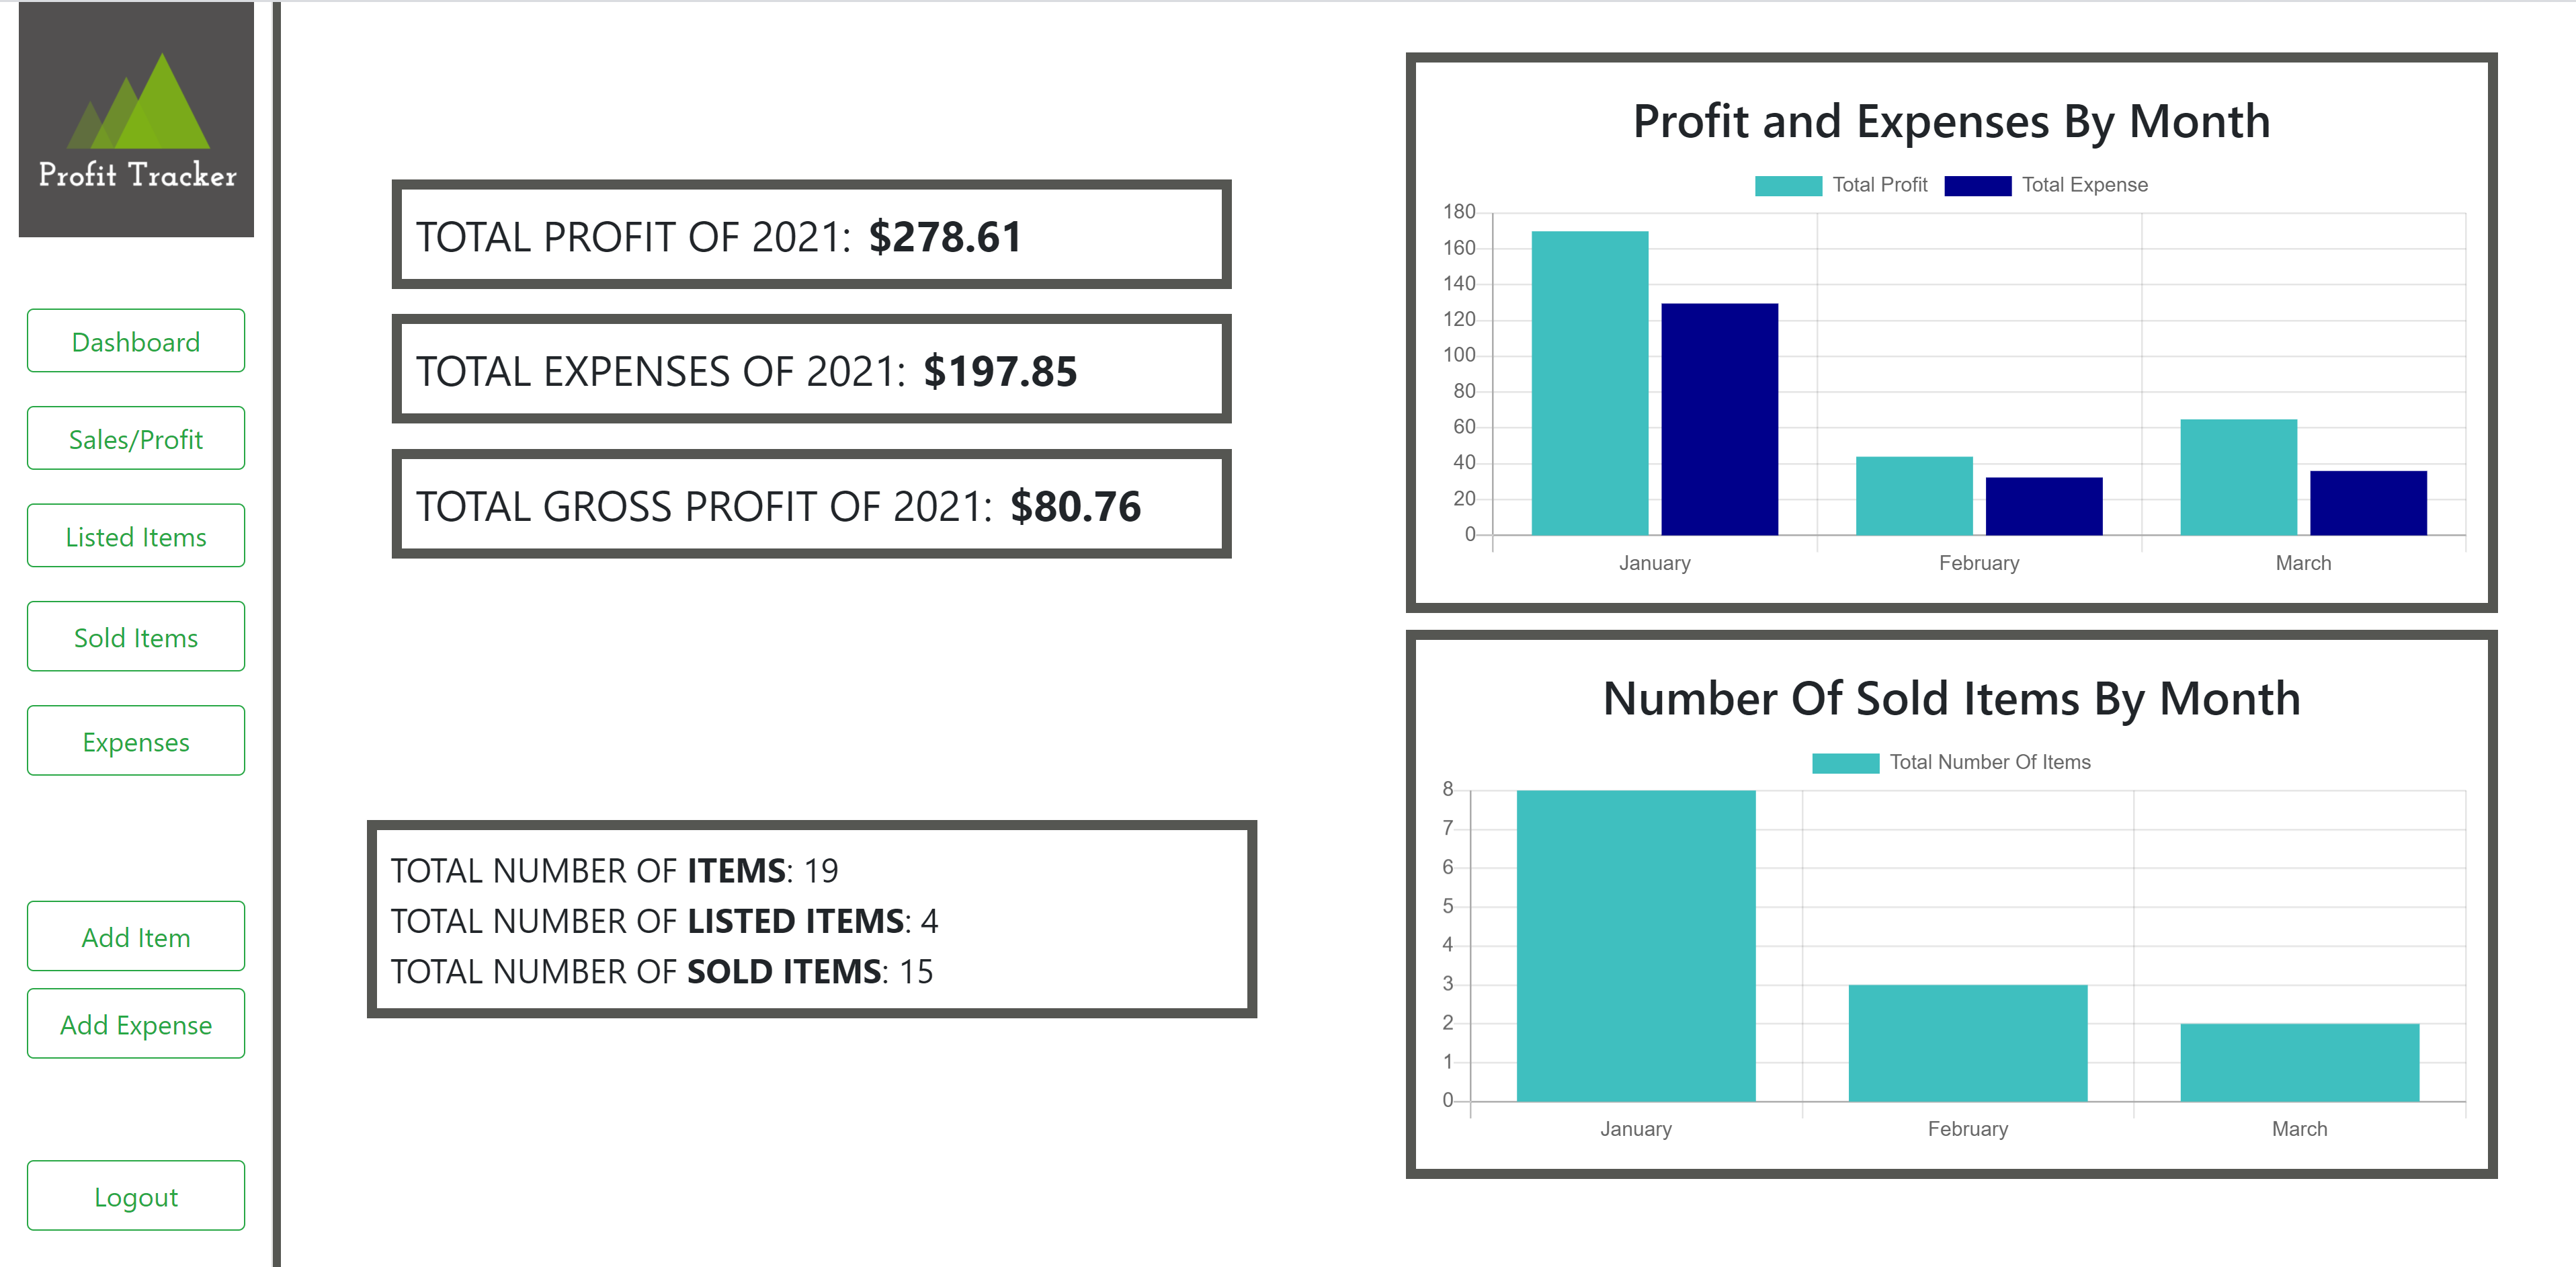 Profit Tracker
Dashboard
Sales/Profit
Listed Items
Sold Items
Expenses
Add Item
Add Expense
Logout
TOTAL PROFIT OF 2021: $278.61
TOTAL EXPENSES OF 2021: $197.85
TOTAL GROSS PROFIT OF 2021: $80.76
TOTAL NUMBER OF ITEMS: 19
TOTAL NUMBER OF LISTED ITEMS: 4
TOTAL NUMBER OF SOLD ITEMS: 15
Profit and Expenses By Month
Total Profit Total Expense
180
160
140
120
100
80
60
40
20
0
January February March
Number Of Sold Items By Month
Total Number Of Items
8
7
6
5
4
3
2
1
0
January February March